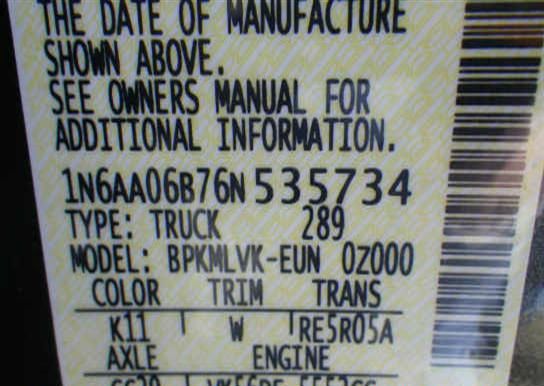 THE DATE OF MANUFACTURE
SHOWN ABOVE.
SEE OWNERS MANUAL FOR
ADDITIONAL INFORMATION.
1N6AA06B76N535734
TYPE: TRUCK 289
MODEL: BPKMLVK-EUN 0Z000
COLOR TRIM TRANS
K11 W RE5R05A
AXLE ENGINE